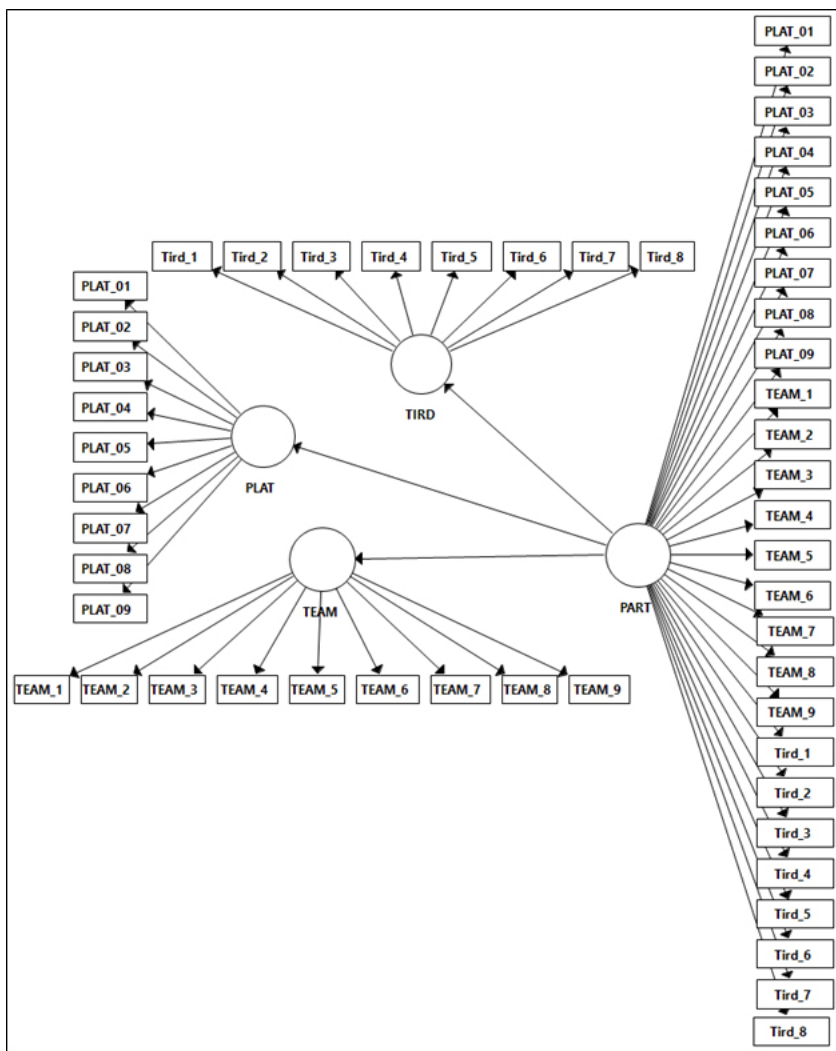 PLAT_01
PLAT_02
PLAT_03
PLAT_04
PLAT_05
PLAT_06
PLAT_07
PLAT_08
PLAT_09
TEAM_1
TEAM_2
TEAM_3
TEAM_4
TEAM_5
TEAM_6
TEAM_7
TEAM_8
TEAM_9
Tird_1
Tird_2
Tird_3
Tird_4
Tird_5
Tird_6
Tird_7
Tird_8
Tird_1 Tird_2 Tird_3 Tird_4 Tird_5 Tird_6 Tird_7 Tird_8
TIRD
PLAT_01
PLAT_02
PLAT_03
PLAT_04
PLAT_05
PLAT_06
PLAT_07
PLAT_08
PLAT_09
PLAT
TEAM
PART
TEAM_1 TEAM_2 TEAM_3 TEAM_4 TEAM_5 TEAM_6 TEAM_7 TEAM_8 TEAM_9